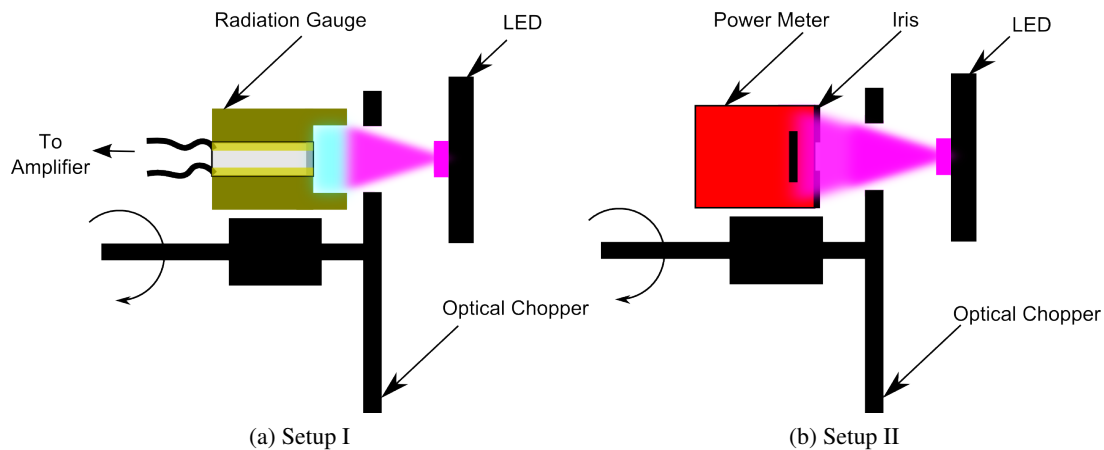 Radiation Gauge
LED
To
Amplifier
Optical Chopper
(a) Setup I
Power Meter
Iris
LED
Optical Chopper
(b) Setup II